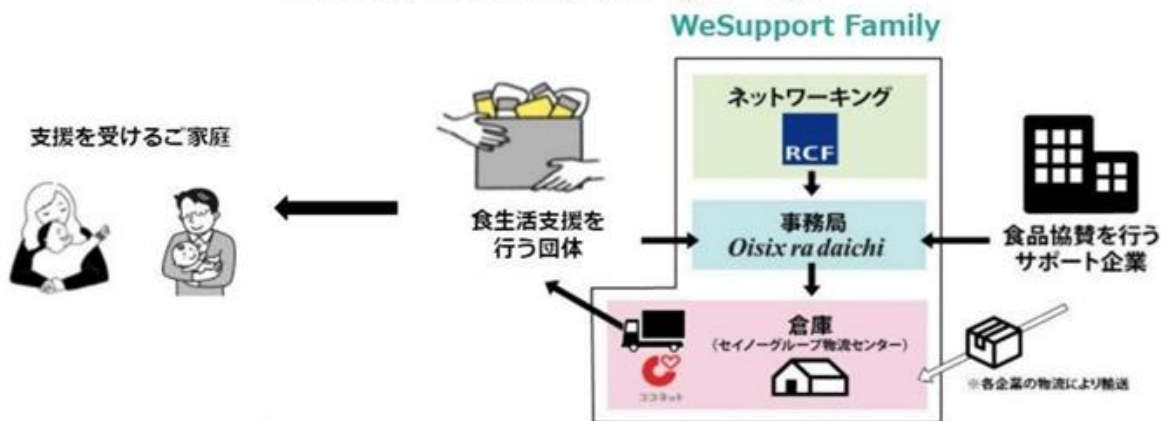 WeSupport Family
支援を受けるご家庭
食生活支援を
行う団体
ネットワーキング
RCF
事務局
Oisix ra daichi
倉庫
(セイノーグループ物流センター)
ココネット
食品協賛を行う
サポート企業
※各企業の物流により輸送